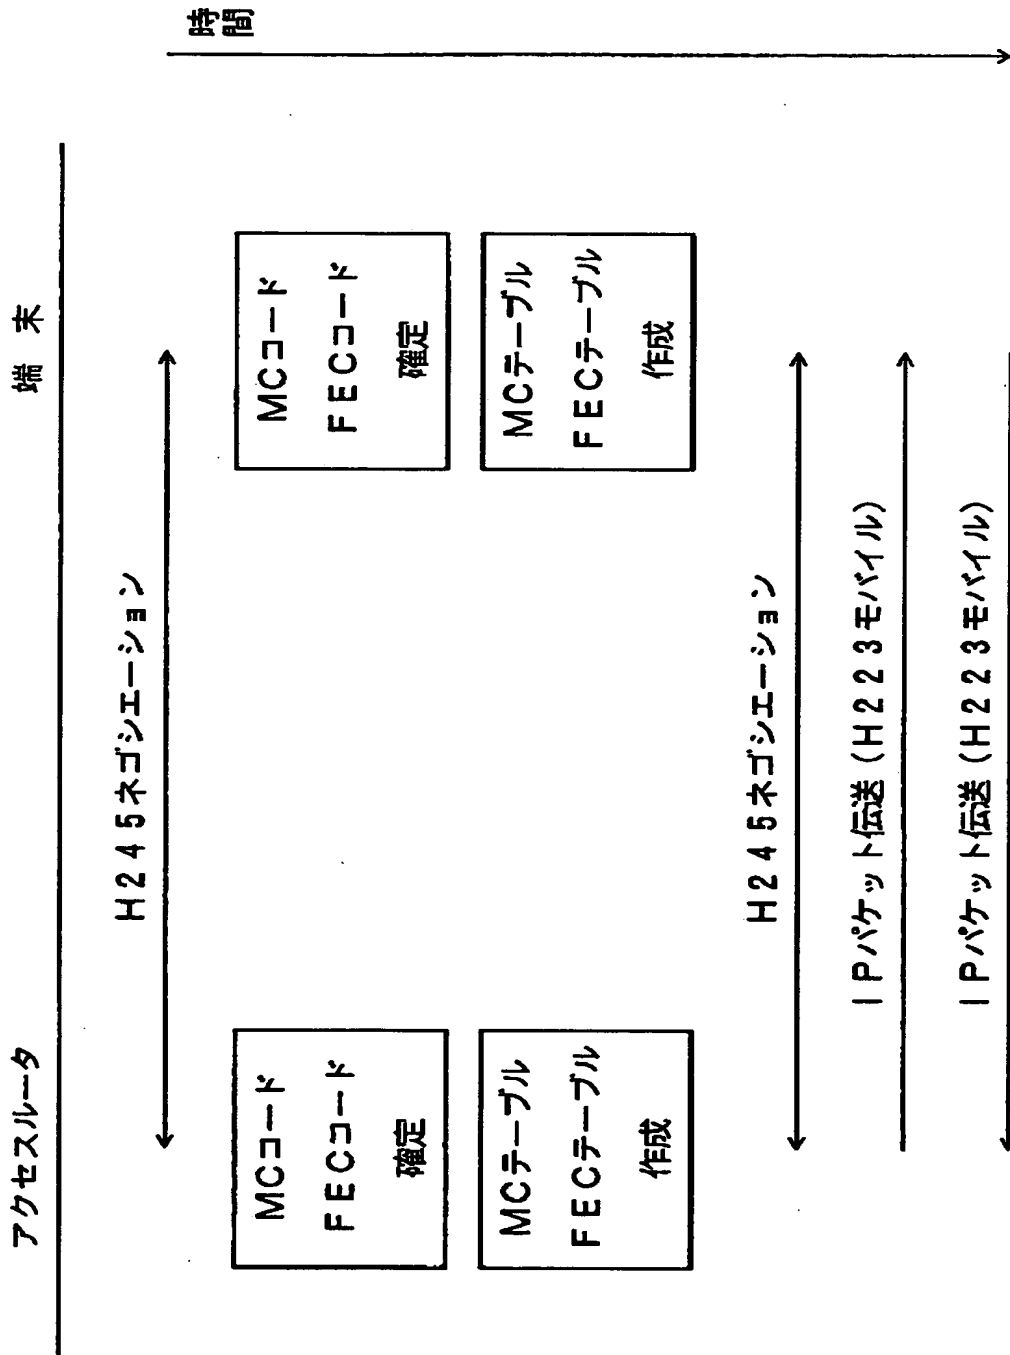 アクセスルータ
端 末
時間
H245ネゴシエーション
MCコード
FECコード
確定
MCコード
FECコード
確定
MCテーブル
FECテーブル
作成
MCテーブル
FECテーブル
作成
H245ネゴシエーション
IPパケット伝送(H223モバイル)
IPパケット伝送(H223モバイル)